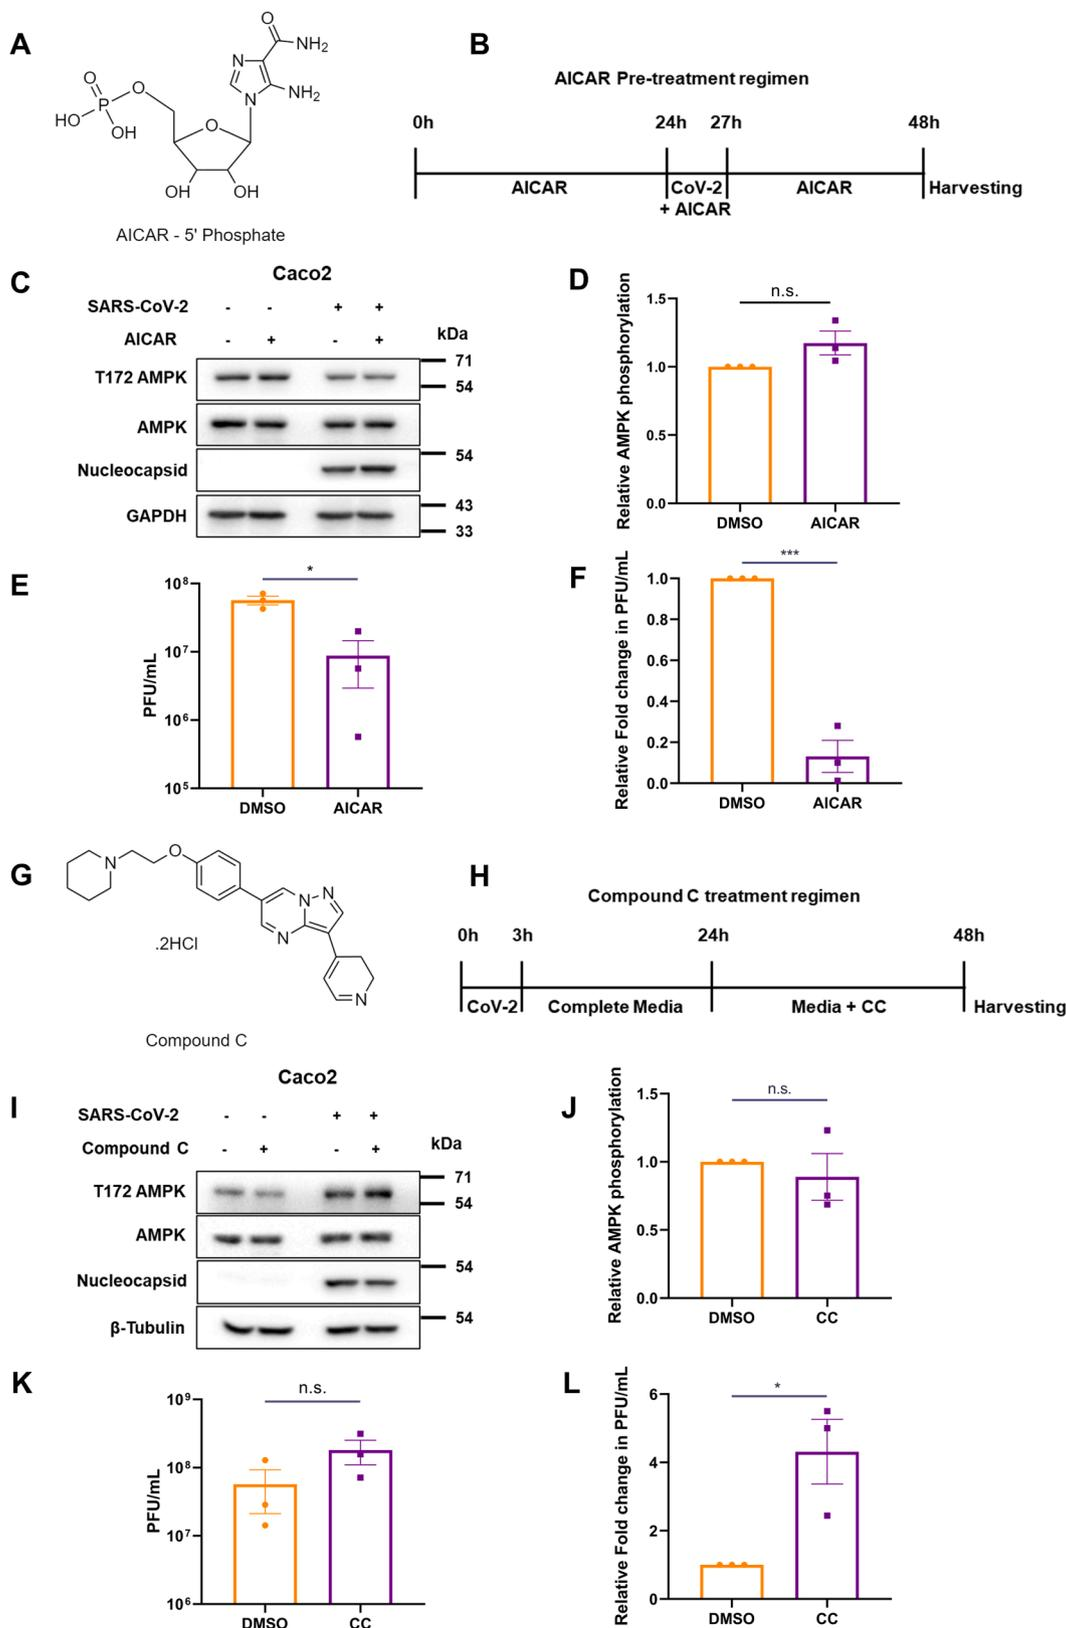 A
O
NH₂
N
N
NH₂
O
P
O
HO
OH
O
OH
OH
AICAR - 5' Phosphate
B
AICAR Pre-treatment regimen
0h 24h 27h 48h
AICAR CoV-2 AICAR Harvesting
+ AICAR
C
Caco2
SARS-CoV-2 - - + +
AICAR - + - + kDa
T172 AMPK 71
54
AMPK
Nucleocapsid 54
GAPDH 43
33
D
Relative AMPK phosphorylation
n.s.
1.5
1.0
0.5
0.0
DMSO AICAR
E
PFU/mL
*
10⁸
10⁷
10⁶
10⁵
DMSO AICAR
F
Relative Fold change in PFU/mL
***
1.0
0.8
0.6
0.4
0.2
0.0
DMSO AICAR
G
N
O
N
N
N
N
.2HCl
Compound C
H
Compound C treatment regimen
0h 3h 24h 48h
CoV-2 Complete Media Media + CC Harvesting
I
Caco2
SARS-CoV-2 - - + +
Compound C - + - + kDa
T172 AMPK 71
54
AMPK
Nucleocapsid 54
β-Tubulin 54
J
Relative AMPK phosphorylation
n.s.
1.5
1.0
0.5
0.0
DMSO CC
K
PFU/mL
n.s.
10⁹
10⁸
10⁷
10⁶
DMSO CC
L
Relative Fold change in PFU/mL
*
6
4
2
0
DMSO CC